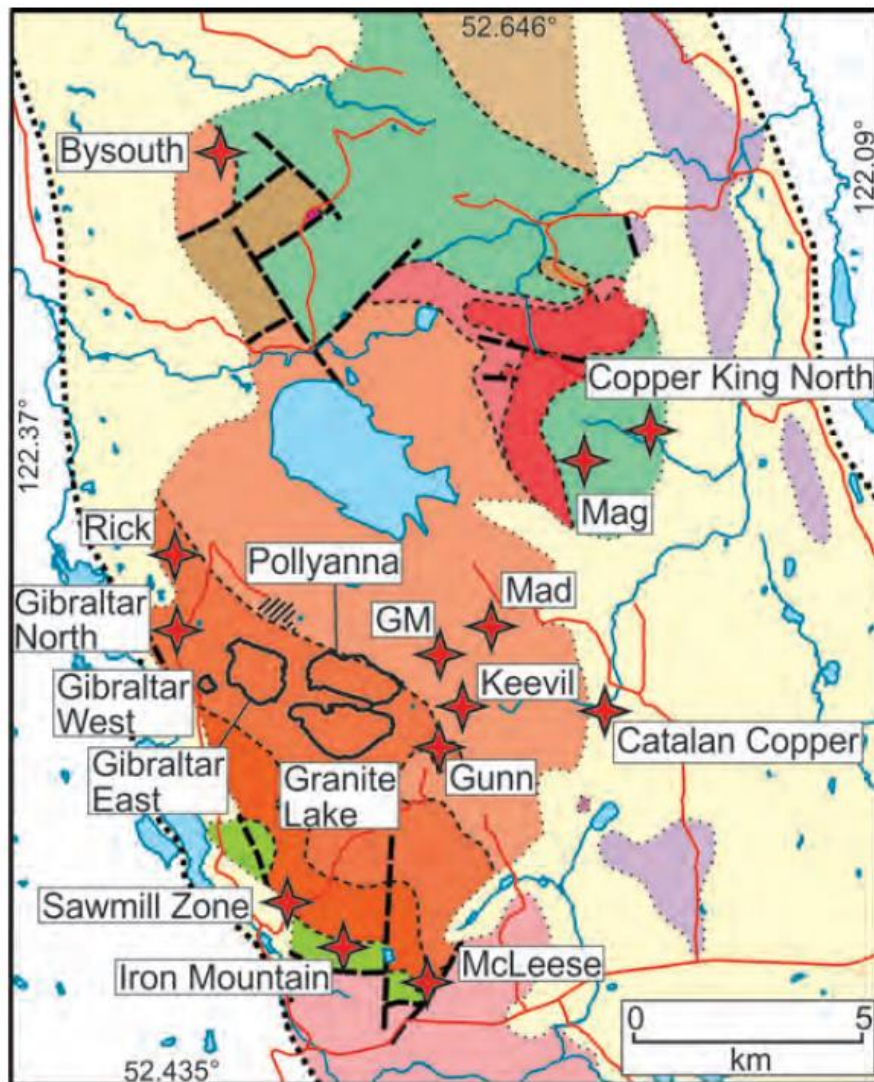 52.646°
Bysouth
122.09°
Copper King North
122.37°
Mag
Rick
Pollyanna
Mad
Gibraltar
North
GM
Keevil
Gibraltar
West
Catalan Copper
Gibraltar
East
Granite
Lake
Gunn
Sawmill Zone
Iron Mountain
McLeese
0 5
km
52.435°